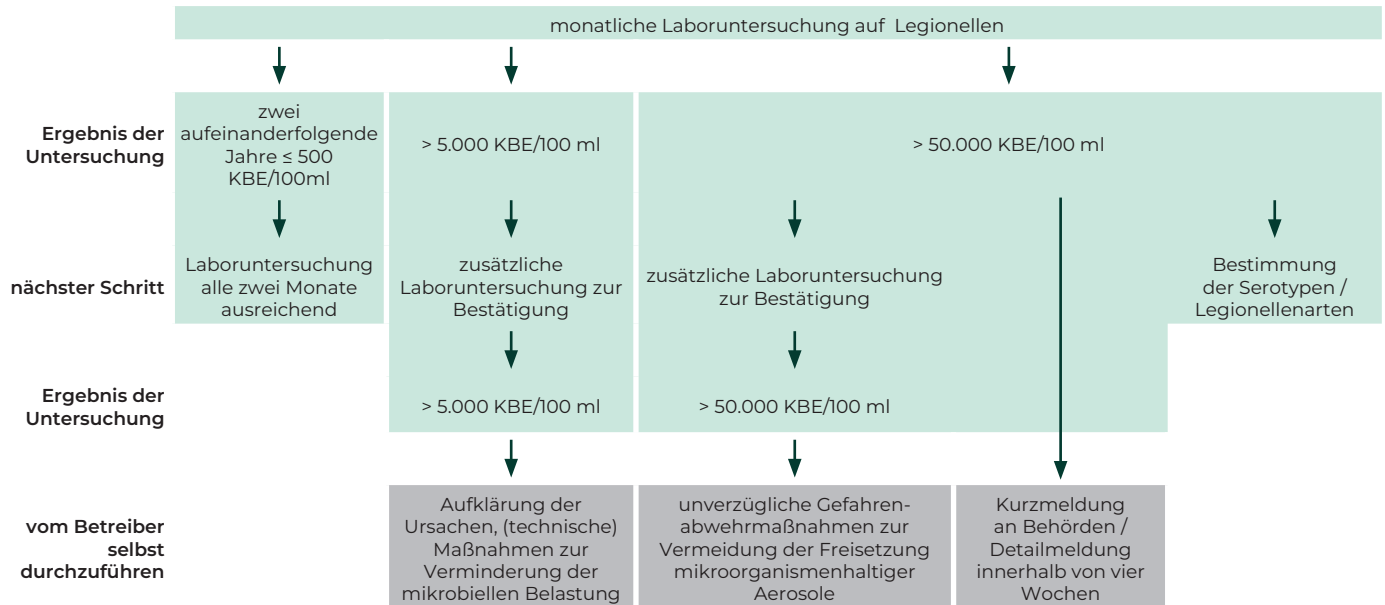 monatliche Laboruntersuchung auf Legionellen
Ergebnis der
Untersuchung
zwei
aufeinanderfolgende
Jahre ≤ 500
KBE/100ml
> 5.000 KBE/100 ml
> 50.000 KBE/100 ml
nächster Schritt
Laboruntersuchung
alle zwei Monate
ausreichend
zusätzliche
Laboruntersuchung zur
Bestätigung
zusätzliche Laboruntersuchung
zur Bestätigung
Bestimmung
der Serotypen /
Legionellenarten
Ergebnis der
Untersuchung
> 5.000 KBE/100 ml
> 50.000 KBE/100 ml
vom Betreiber
selbst
durchzuführen
Aufklärung der
Ursachen, (technische)
Maßnahmen zur
Verminderung der
mikrobiellen Belastung
unverzügliche Gefahren-
abwehrmaßnahmen zur
Vermeidung der Freisetzung
mikroorganismenhaltiger
Aerosole
Kurzmeldung
an Behörden /
Detailmeldung
innerhalb von vier
Wochen